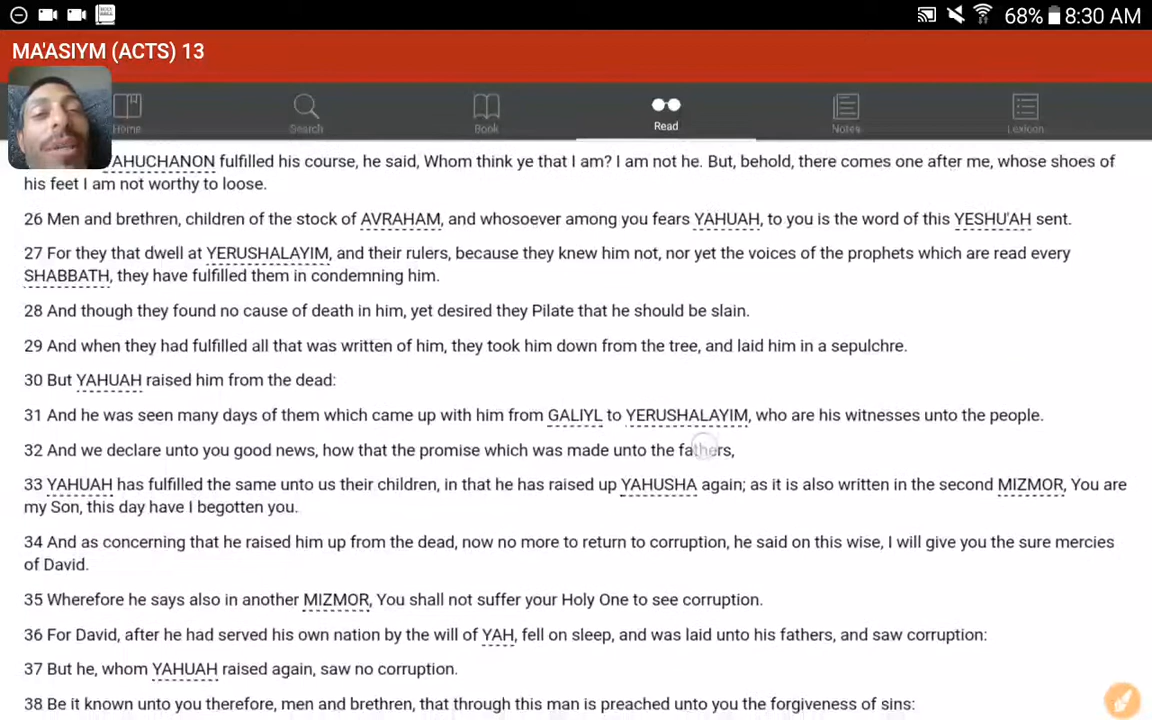 68% 8:30 AM
MA'ASIYM (ACTS) 13
Home Search Book Read Notes Lexicon
AHUCHANON fulfilled his course, he said, Whom think ye that I am? I am not he. But, behold, there comes one after me, whose shoes of
his feet I am not worthy to loose.
26 Men and brethren, children of the stock of AVRAHAM, and whosoever among you fears YAHUAH, to you is the word of this YESHU'AH sent.
27 For they that dwell at YERUSHALAYIM, and their rulers, because they knew him not, nor yet the voices of the prophets which are read every
SHABBATH, they have fulfilled them in condemning him.
28 And though they found no cause of death in him, yet desired they Pilate that he should be slain.
29 And when they had fulfilled all that was written of him, they took him down from the tree, and laid him in a sepulchre.
30 But YAHUAH raised him from the dead:
31 And he was seen many days of them which came up with him from GALIYL to YERUSHALAYIM, who are his witnesses unto the people.
32 And we declare unto you good news, how that the promise which was made unto the fathers,
33 YAHUAH has fulfilled the same unto us their children, in that he has raised up YAHUSHA again; as it is also written in the second MIZMOR, You are
my Son, this day have I begotten you.
34 And as concerning that he raised him up from the dead, now no more to return to corruption, he said on this wise, I will give you the sure mercies
of David.
35 Wherefore he says also in another MIZMOR, You shall not suffer your Holy One to see corruption.
36 For David, after he had served his own nation by the will of YAH, fell on sleep, and was laid unto his fathers, and saw corruption:
37 But he, whom YAHUAH raised again, saw no corruption.
38 Be it known unto you therefore, men and brethren, that through this man is preached unto you the forgiveness of sins: